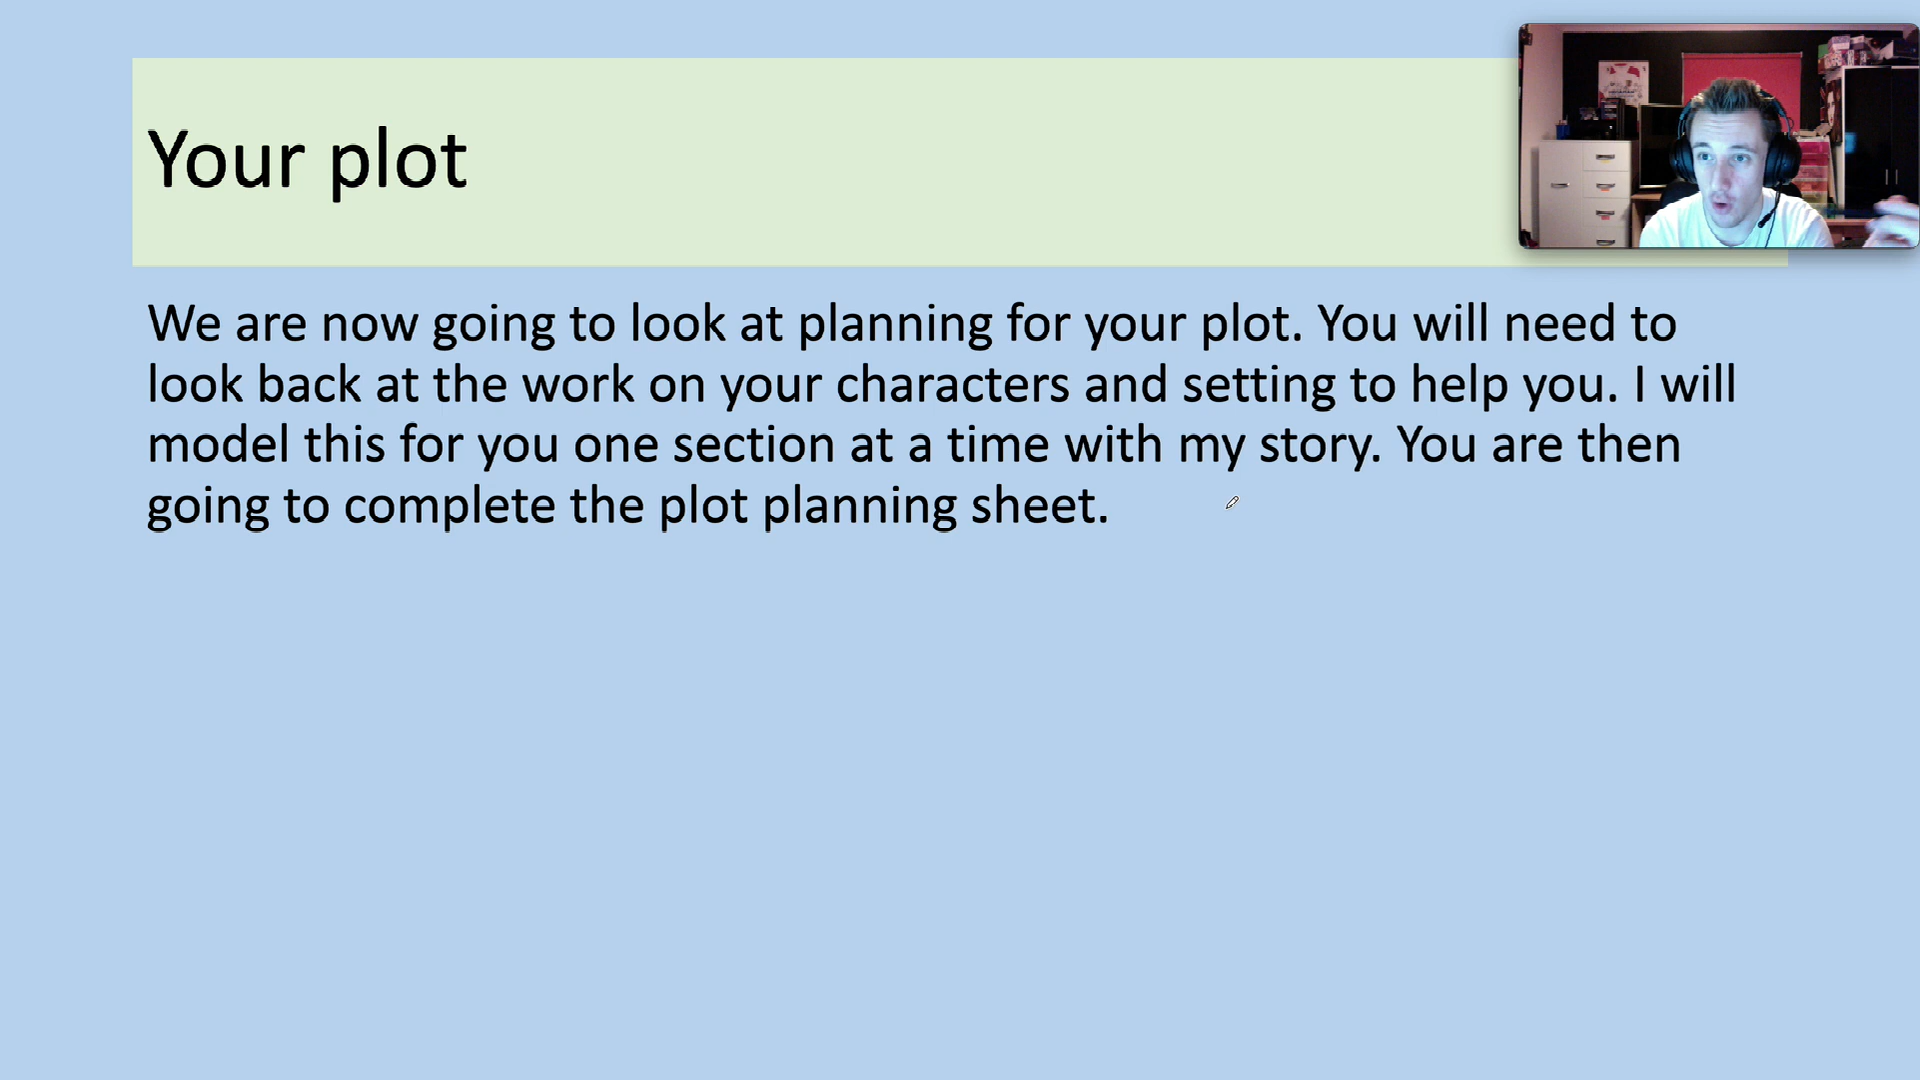 Your plot
We are now going to look at planning for your plot. You will need to
look back at the work on your characters and setting to help you. I will
model this for you one section at a time with my story. You are then
going to complete the plot planning sheet.